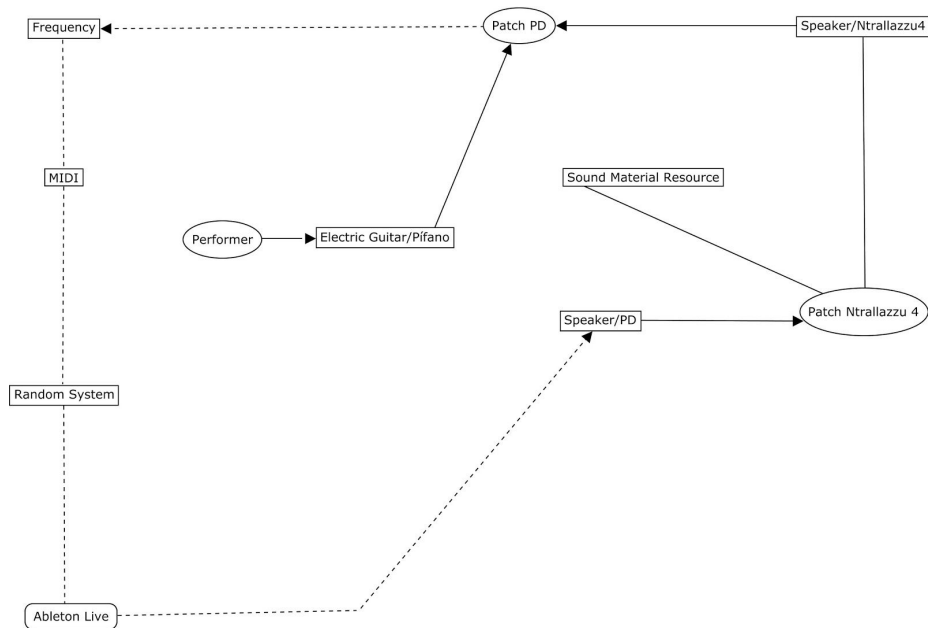 Frequency
Patch PD
Speaker/Ntrallazzu4
MIDI
Sound Material Resource
Performer
Electric Guitar/Pífano
Speaker/PD
Patch Ntrallazzu 4
Random System
Ableton Live